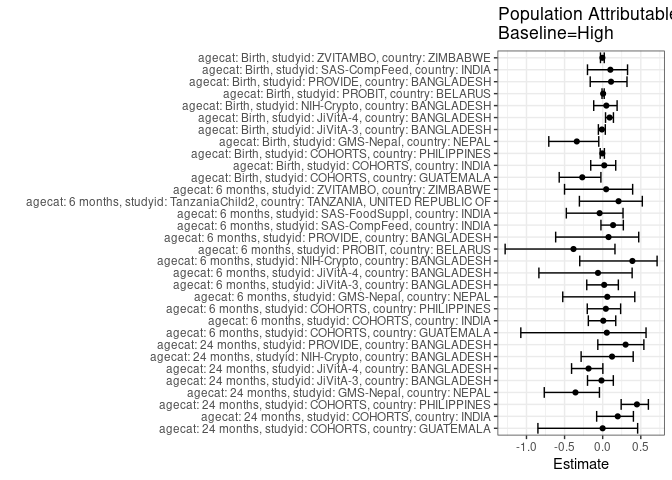 Population Attributable
Baseline=High
agecat: Birth, studyid: ZVITAMBO, country: ZIMBABWE
agecat: Birth, studyid: SAS-CompFeed, country: INDIA
agecat: Birth, studyid: PROVIDE, country: BANGLADESH
agecat: Birth, studyid: PROBIT, country: BELARUS
agecat: Birth, studyid: NIH-Crypto, country: BANGLADESH
agecat: Birth, studyid: JiVitA-4, country: BANGLADESH
agecat: Birth, studyid: JiVitA-3, country: BANGLADESH
agecat: Birth, studyid: GMS-Nepal, country: NEPAL
agecat: Birth, studyid: COHORTS, country: PHILIPPINES
agecat: Birth, studyid: COHORTS, country: INDIA
agecat: Birth, studyid: COHORTS, country: GUATEMALA
agecat: 6 months, studyid: ZVITAMBO, country: ZIMBABWE
agecat: 6 months, studyid: TanzaniaChild2, country: TANZANIA, UNITED REPUBLIC OF
agecat: 6 months, studyid: SAS-FoodSuppl, country: INDIA
agecat: 6 months, studyid: SAS-CompFeed, country: INDIA
agecat: 6 months, studyid: PROVIDE, country: BANGLADESH
agecat: 6 months, studyid: PROBIT, country: BELARUS
agecat: 6 months, studyid: NIH-Crypto, country: BANGLADESH
agecat: 6 months, studyid: JiVitA-4, country: BANGLADESH
agecat: 6 months, studyid: JiVitA-3, country: BANGLADESH
agecat: 6 months, studyid: GMS-Nepal, country: NEPAL
agecat: 6 months, studyid: COHORTS, country: PHILIPPINES
agecat: 6 months, studyid: COHORTS, country: INDIA
agecat: 6 months, studyid: COHORTS, country: GUATEMALA
agecat: 24 months, studyid: PROVIDE, country: BANGLADESH
agecat: 24 months, studyid: NIH-Crypto, country: BANGLADESH
agecat: 24 months, studyid: JiVitA-4, country: BANGLADESH
agecat: 24 months, studyid: JiVitA-3, country: BANGLADESH
agecat: 24 months, studyid: GMS-Nepal, country: NEPAL
agecat: 24 months, studyid: COHORTS, country: PHILIPPINES
agecat: 24 months, studyid: COHORTS, country: INDIA
agecat: 24 months, studyid: COHORTS, country: GUATEMALA
-1.0 -0.5 0.0 0.5
Estimate